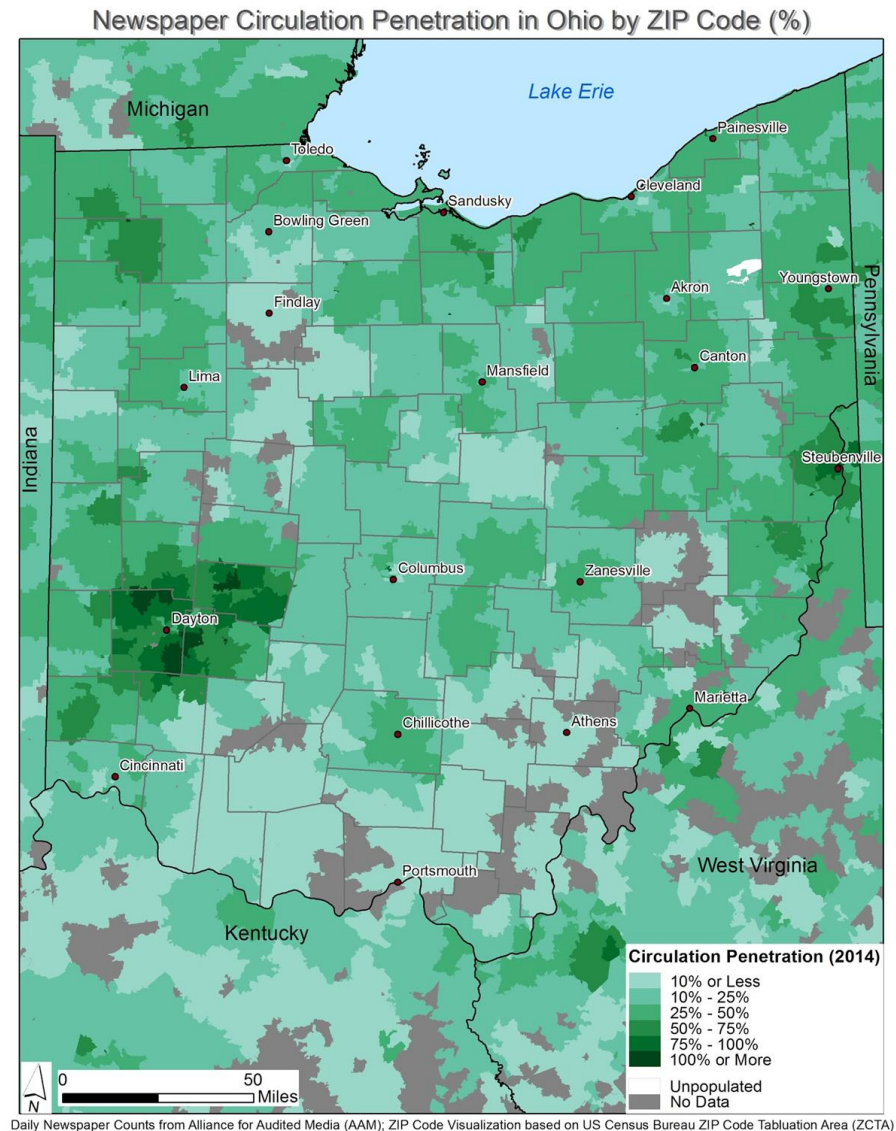 Newspaper Circulation Penetration in Ohio by ZIP Code (%)
Lake Erie
Michigan
Painesville
Toledo
Cleveland
Sandusky
Bowling Green
Youngstown
Akron
Findlay
Pennsylvania
Canton
Mansfield
Lima
Indiana
Steubenville
Columbus
Zanesville
Dayton
Marietta
Chillicothe
Athens
Cincinnati
West Virginia
Portsmouth
Kentucky
Circulation Penetration (2014)
10% or Less
10% - 25%
25% - 50%
50% - 75%
75% - 100%
100% or More
Unpopulated
No Data
N
0 50
Miles
Daily Newspaper Counts from Alliance for Audited Media (AAM); ZIP Code Visualization based on US Census Bureau ZIP Code Tabluation Area (ZCTA)